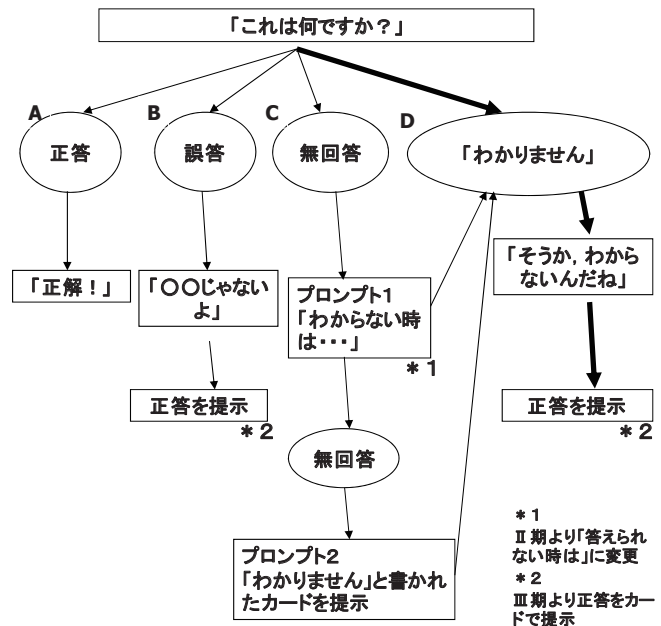 「これは何ですか？」
A
B
C
D
正答
誤答
無回答
「わかりません」
「正解！」
「〇〇じゃない
よ」
プロンプト1
「わからない時
は・・・」
＊1
「そうか，わから
ないんだね」
正答を提示
＊2
正答を提示
＊2
無回答
プロンプト2
「わかりません」と書かれ
たカードを提示
＊1
Ⅱ期より「答えられ
ない時は」に変更
＊2
Ⅲ期より正答をカー
ドで提示